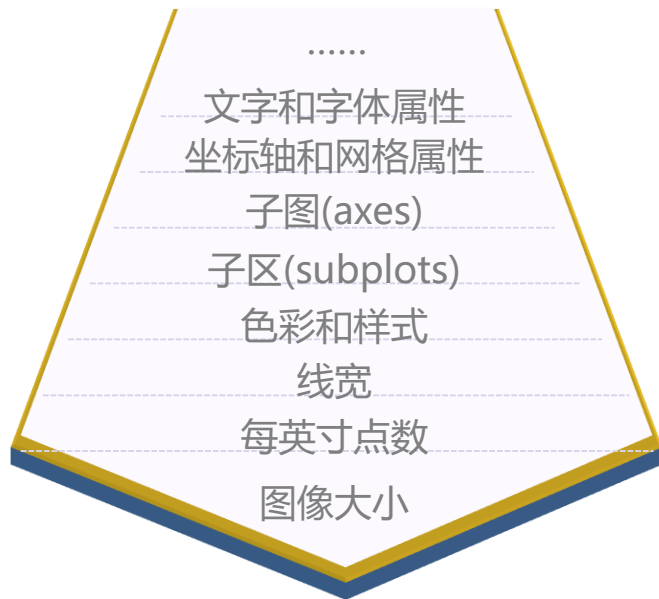 ......
文字和字体属性
坐标轴和网格属性
子图(axes)
子区(subplots)
色彩和样式
线宽
每英寸点数
图像大小